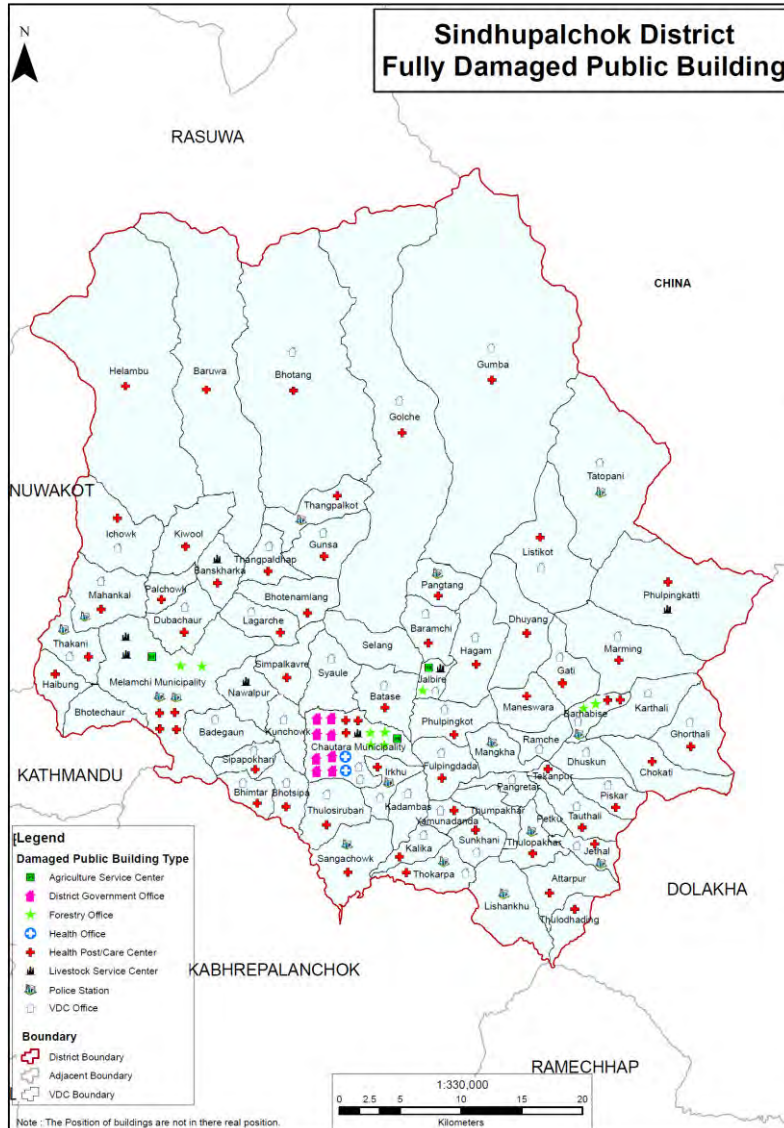 Sindhupalchok District
Fully Damaged Public Building
N
RASUWA
CHINA
Gumba
Helambu
Baruwa
Bhotang
Golche
Tatopani
NUWAKOT
Thangpalkot
Ichowk
Kiwool
Gunsa
Listikot
Thangpaldhap
Banskharka
Pangtang
Phulpingkatti
Mahankal
Palchowk
Bhotenamlang
Dubachaur
Lagarche
Baramchi
Dhuyang
Thakani
Selang
Hagam
Marming
Simpalkavre
Syaule
Jalbire
Gati
Haibung
Melamchi Municipality
Nawalpur
Batase
Maneswara
Karthali
Bhotechaur
Phulpingkot
Badegaun
Kunchowk
Ramche
Ghorthali
Chautara Municipality
Mangkha
Dhuskun
KATHMANDU
Sipapokhari
Irkhu
Fulpingdada
Tekanpur
Chokati
Bhimtar
Bhotsipa
Pangretar
Piskar
Thulosirubari
Kadambas
Yamunadanda
Thumpakhar
Petku
Tauthali
Kalika
Sunkhani
Thulopakhar
Jethal
Sangachowk
Thokarpa
Attarpur
DOLAKHA
Lishankhu
Thulodhading
Legend
Damaged Public Building Type
Agriculture Service Center
District Government Office
Forestry Office
Health Office
Health Post/Care Center
Livestock Service Center
Police Station
VDC Office
Boundary
District Boundary
Adjacent Boundary
VDC Boundary
KABHREPALANCHOK
RAMECHHAP
1:330,000
0 2.5 5 10 15 20
Kilometers
Note : The Position of buildings are not in there real position.